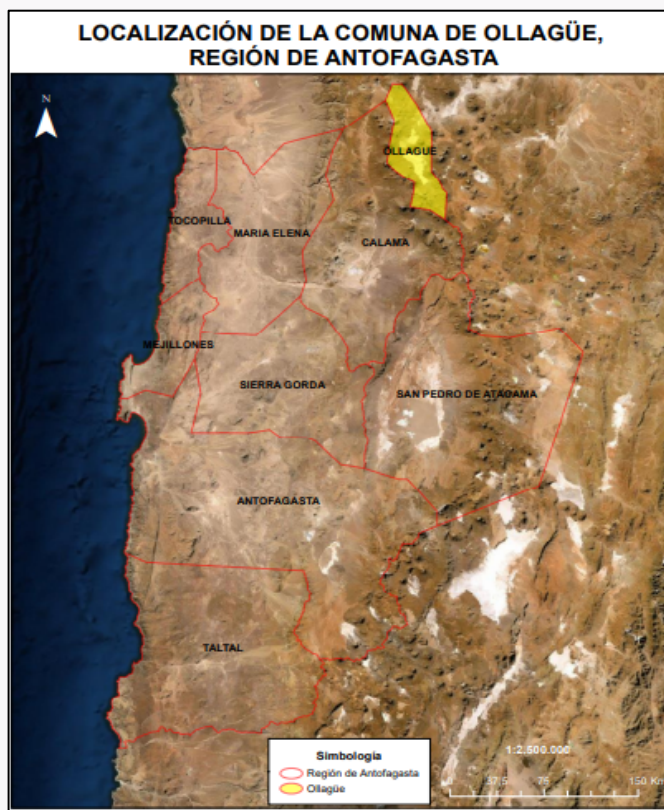 LOCALIZACIÓN DE LA COMUNA DE OLLAGÜE,
REGIÓN DE ANTOFAGASTA
N
OLLAGUE
TOCOPILLA
MARIA ELENA
CALAMA
MEJILLONES
SIERRA GORDA
SAN PEDRO DE ATACAMA
ANTOFAGASTA
TALTAL
1:2.500.000
Simbología
Región de Antofagasta
Ollagüe
0 37,5 75 150 Km